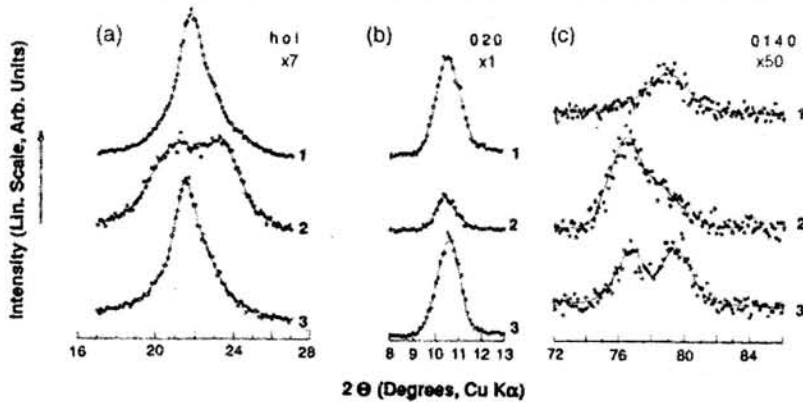 (a)
h o l
x7
(b)
0 2 0
x1
(c)
0 1 4 0
x50
Intensity (Lin. Scale, Arb. Units)
1
2
3
1
2
3
1
2
3
16 20 24 28
8 9 10 11 12 13
72 76 80 84
2 Θ (Degrees, Cu Kα)